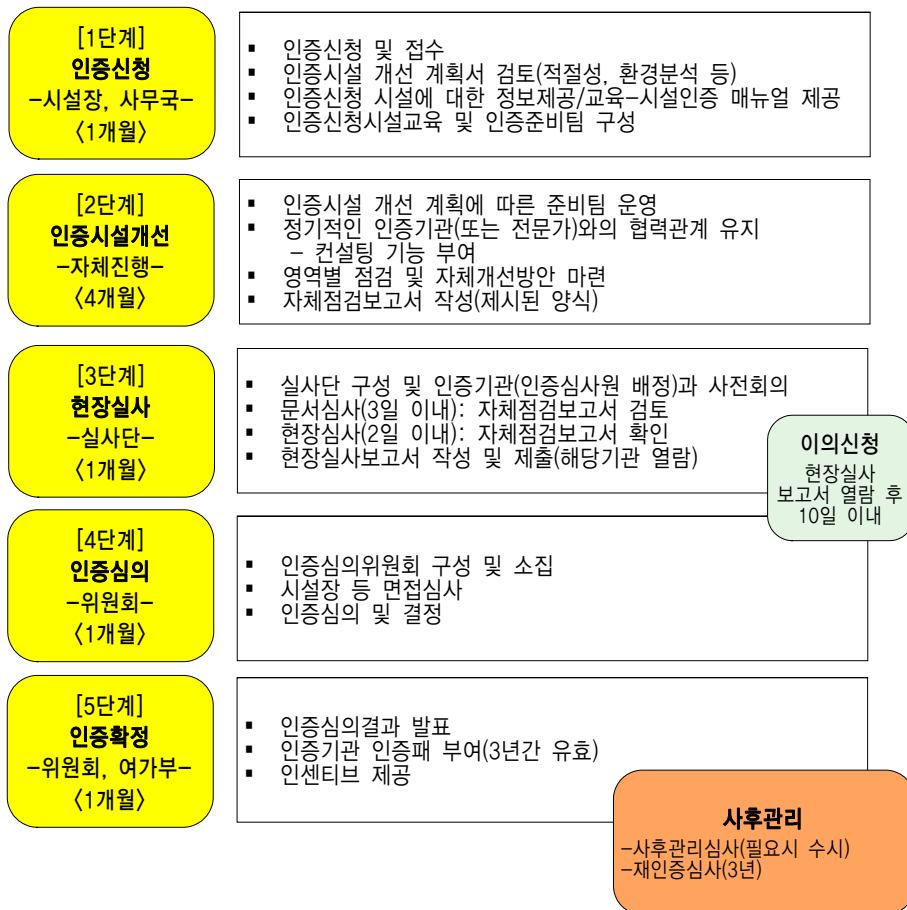 [1단계]
인증신청
-시설장, 사무국-
<1개월>
▪ 인증신청 및 접수
▪ 인증시설 개선 계획서 검토(적절성, 환경분석 등)
▪ 인증신청 시설에 대한 정보제공/교육-시설인증 매뉴얼 제공
▪ 인증신청시설교육 및 인증준비팀 구성
[2단계]
인증시설개선
-자체진행-
<4개월>
▪ 인증시설 개선 계획에 따른 준비팀 운영
▪ 정기적인 인증기관(또는 전문가)와의 협력관계 유지
- 컨설팅 기능 부여
▪ 영역별 점검 및 자체개선방안 마련
▪ 자체점검보고서 작성(제시된 양식)
[3단계]
현장실사
-실사단-
<1개월>
▪ 실사단 구성 및 인증기관(인증심사원 배정)과 사전회의
▪ 문서심사(3일 이내): 자체점검보고서 검토
▪ 현장심사(2일 이내): 자체점검보고서 확인
▪ 현장실사보고서 작성 및 제출(해당기관 열람)
이의신청
현장실사
보고서 열람 후
10일 이내
[4단계]
인증심의
-위원회-
<1개월>
▪ 인증심의위원회 구성 및 소집
▪ 시설장 등 면접심사
▪ 인증심의 및 결정
[5단계]
인증확정
-위원회, 여가부-
<1개월>
▪ 인증심의결과 발표
▪ 인증기관 인증패 부여(3년간 유효)
▪ 인센티브 제공
사후관리
-사후관리심사(필요시 수시)
-재인증심사(3년)